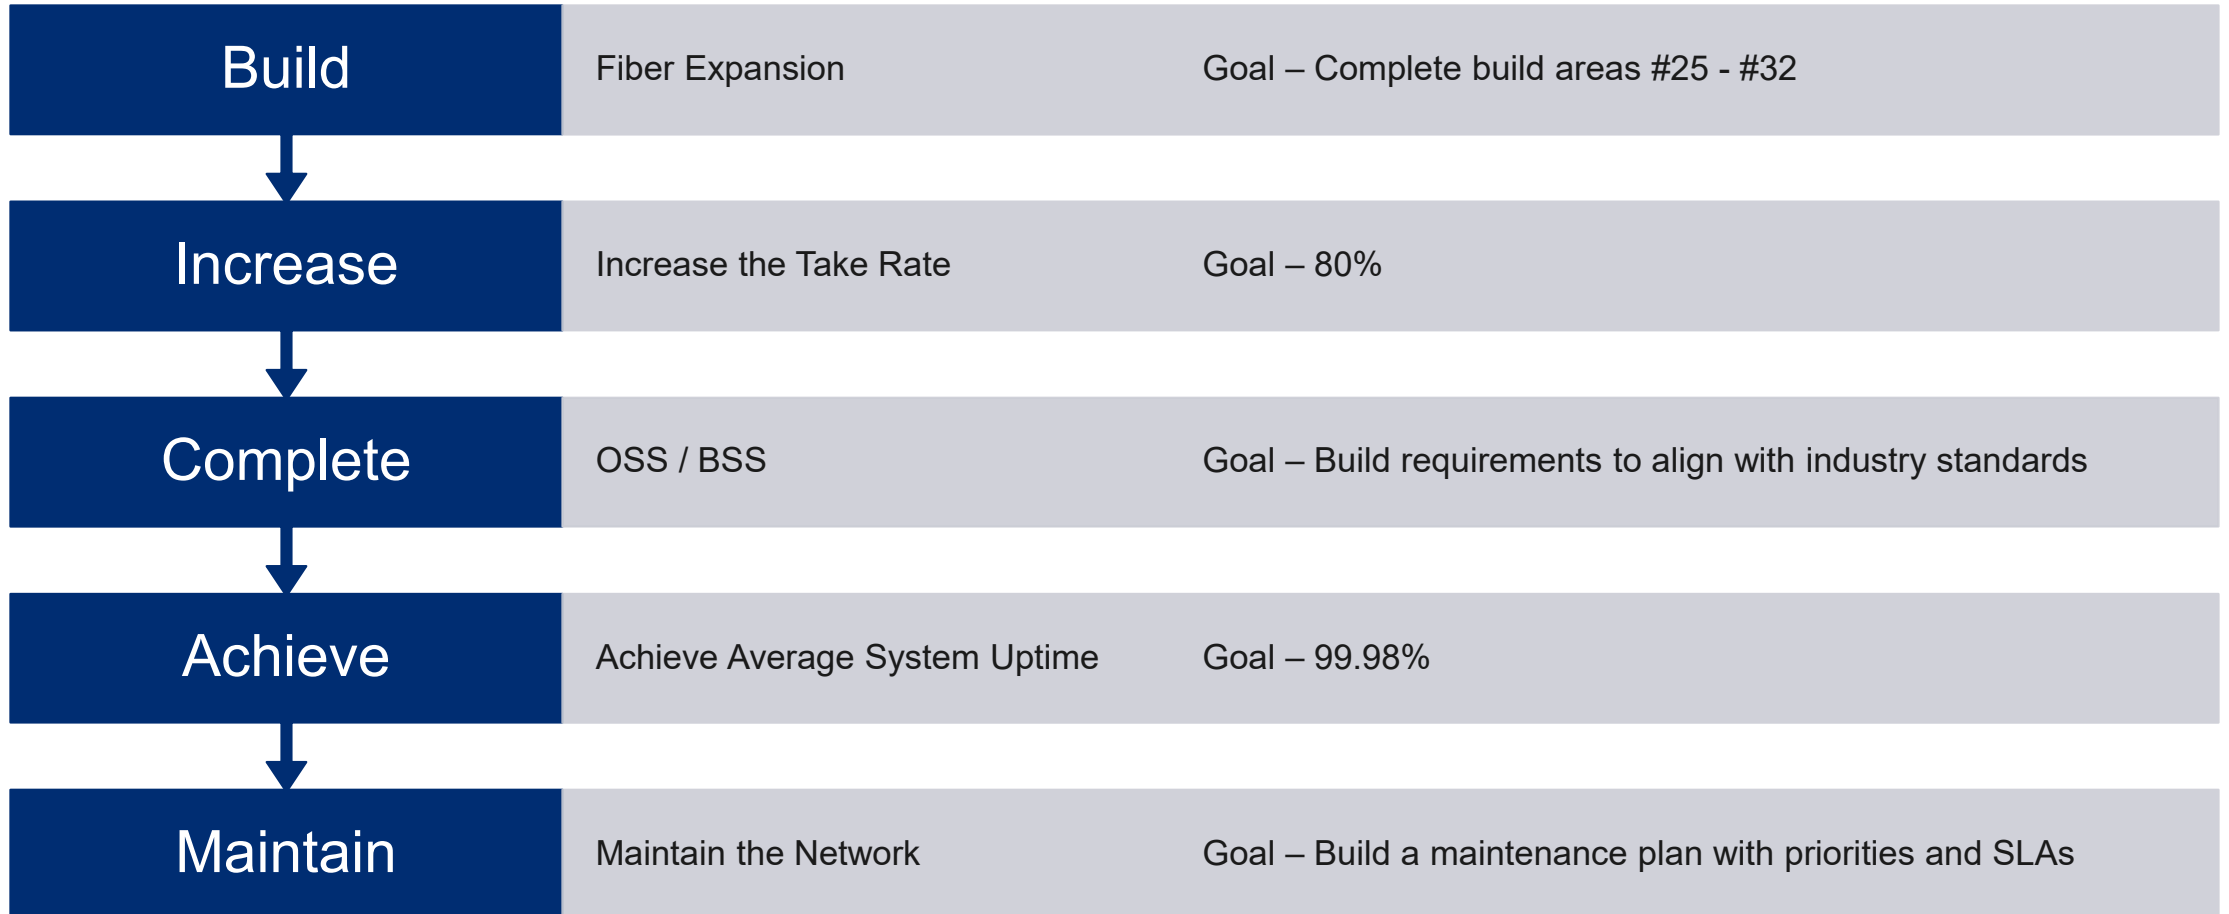 Build
Fiber Expansion
Goal – Complete build areas #25 - #32
Increase
Increase the Take Rate
Goal – 80%
Complete
OSS / BSS
Goal – Build requirements to align with industry standards
Achieve
Achieve Average System Uptime
Goal – 99.98%
Maintain
Maintain the Network
Goal – Build a maintenance plan with priorities and SLAs